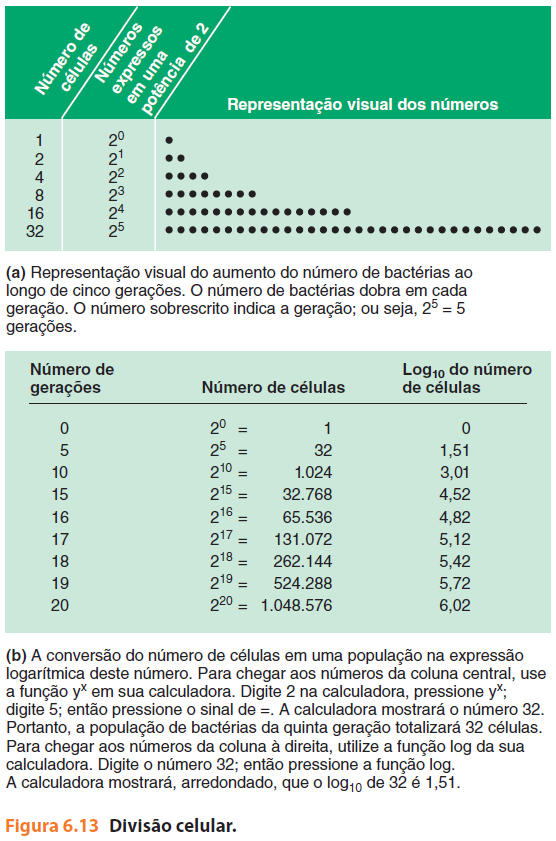 Número de
células
Números
expressos
em uma
potência de 2
Representação visual dos números
1 2⁰
2 2¹
4 2²
8 2³
16 2⁴
32 2⁵
(a) Representação visual do aumento do número de bactérias ao
longo de cinco gerações. O número de bactérias dobra em cada
geração. O número sobrescrito indica a geração; ou seja, 2⁵ = 5
gerações.
Número de
gerações
Número de células
Log₁₀ do número
de células
0 2⁰ = 1 0
5 2⁵ = 32 1,51
10 2¹⁰ = 1.024 3,01
15 2¹⁵ = 32.768 4,52
16 2¹⁶ = 65.536 4,82
17 2¹⁷ = 131.072 5,12
18 2¹⁸ = 262.144 5,42
19 2¹⁹ = 524.288 5,72
20 2²⁰ = 1.048.576 6,02
(b) A conversão do número de células em uma população na expressão
logarítmica deste número. Para chegar aos números da coluna central, use
a função yˣ em sua calculadora. Digite 2 na calculadora, pressione yˣ;
digite 5; então pressione o sinal de =. A calculadora mostrará o número 32.
Portanto, a população de bactérias da quinta geração totalizará 32 células.
Para chegar aos números da coluna à direita, utilize a função log da sua
calculadora. Digite o número 32; então pressione a função log.
A calculadora mostrará, arredondado, que o log₁₀ de 32 é 1,51.
Figura 6.13 Divisão celular.